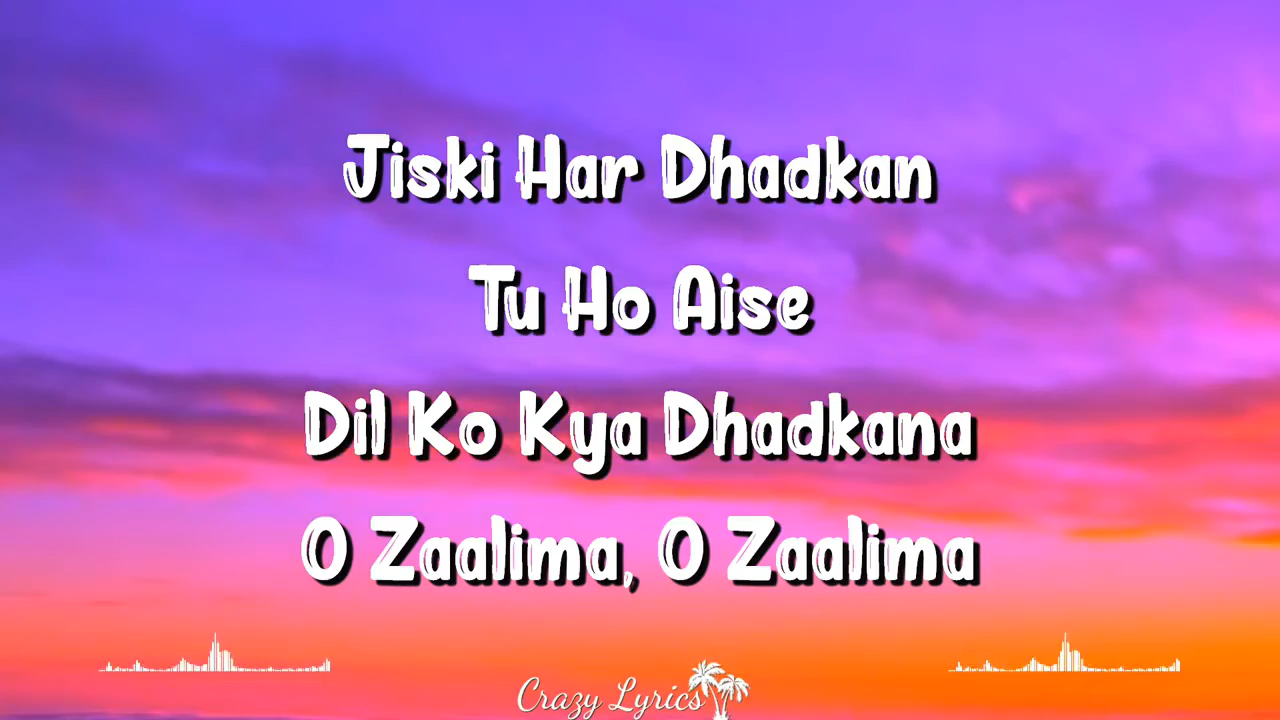 Jiski Har Dhadkan
Tu Ho Aise
Dil Ko Kya Dhadkana
O Zaalima, O Zaalima
Crazy Lyrics